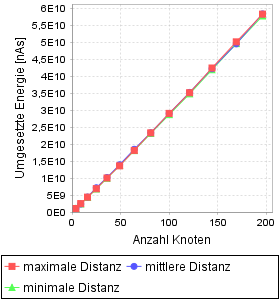 6E10
5,5E10
5E10
4,5E10
4E10
3,5E10
3E10
2,5E10
2E10
1,5E10
1E10
5E9
0E0
Umgesetzte Energie [nAs]
0 50 100 150 200
Anzahl Knoten
maximale Distanz mittlere Distanz
minimale Distanz